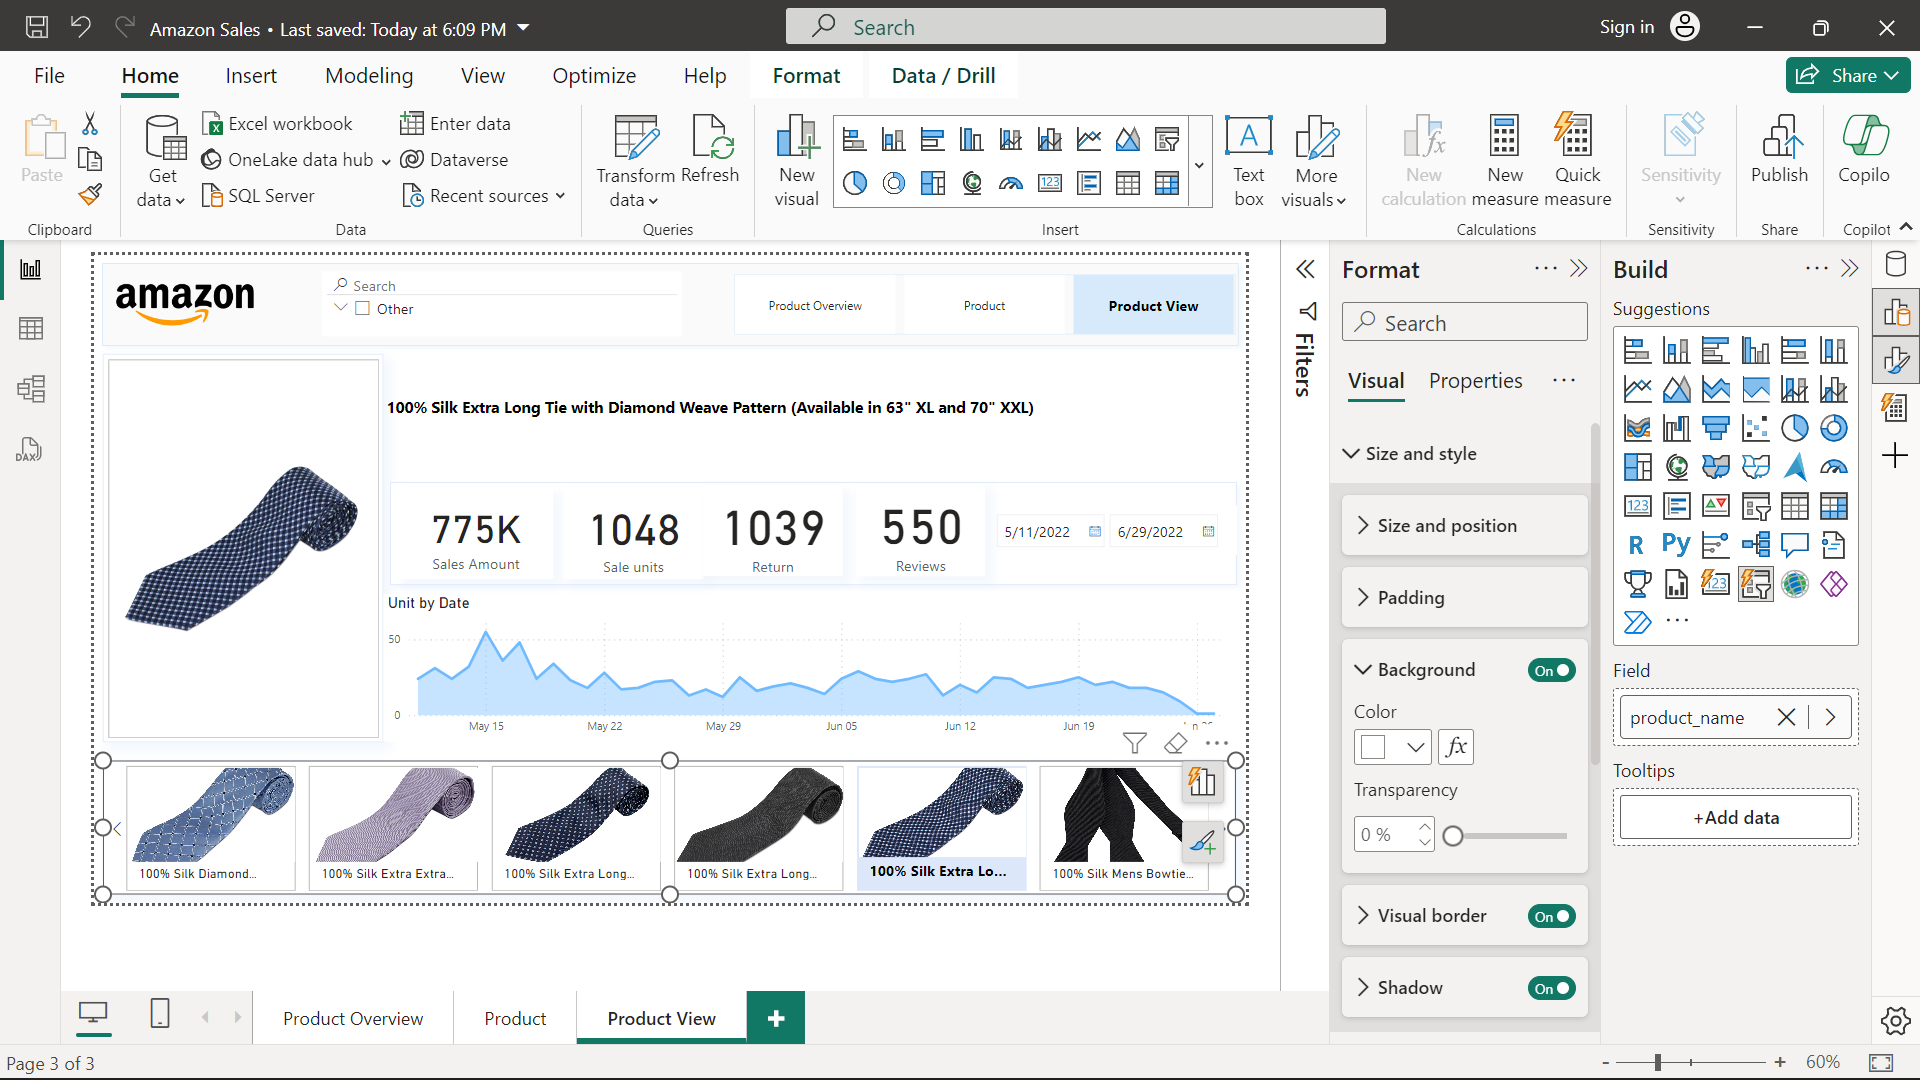 Amazon Sales • Last saved: Today at 6:09 PM
Search
Sign in
File Home Insert Modeling View Optimize Help Format Data / Drill
Share
Paste
Clipboard
Get data
Excel workbook
OneLake data hub
SQL Server
Enter data
Dataverse
Recent sources
Data
Transform data
Refresh
Queries
New visual
123
A
Text box
More visuals
Insert
New calculation
New measure
Quick measure
Calculations
Sensitivity
Sensitivity
Publish
Share
Copilo
Copilot
DAX
amazon
Search
Other
Product Overview
Product
Product View
100% Silk Extra Long Tie with Diamond Weave Pattern (Available in 63" XL and 70" XXL)
775K
Sales Amount
1048
Sale units
1039
Return
550
Reviews
5/11/2022
6/29/2022
Unit by Date
50
0
May 15 May 22 May 29 Jun 05 Jun 12 Jun 19
100% Silk Diamond...
100% Silk Extra Extra...
100% Silk Extra Long...
100% Silk Extra Long...
100% Silk Extra Lo...
100% Silk Mens Bowtie...
Filters
Format
Search
Visual Properties
Size and style
Size and position
Padding
Background
On
Color
fx
Transparency
0 %
Visual border
On
Shadow
On
Build
Suggestions
123
R
Py
123
Field
product_name
Tooltips
+Add data
Product Overview
Product
Product View
Page 3 of 3
- + 60%